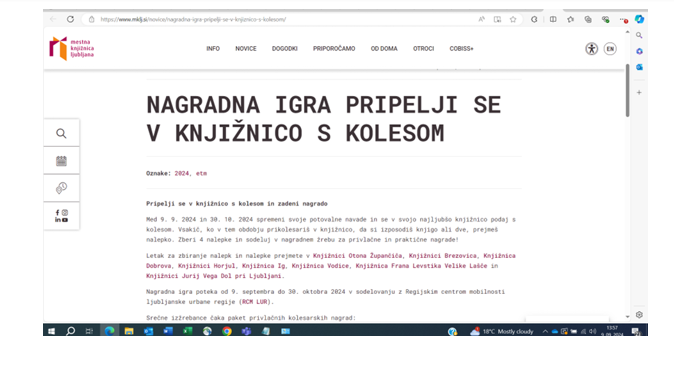 https://www.mklj.si/novice/nagradna-igra-pripelji-se-v-knjiznico-s-kolesom/
mestna
knjižnica
ljubljana
INFO NOVICE DOGODKI PRIPOROČAMO OD DOMA OTROCI COBISS+
EN
NAGRADNA IGRA PRIPELJI SE
V KNJIŽNICO S KOLESOM
Oznake: 2024, etm
Pripelji se v knjižnico s kolesom in zadeni nagrado
Med 9. 9. 2024 in 30. 10. 2024 spremeni svoje potovalne navade in se v svojo najljubšo knjižnico podaj s
kolesom. Vsakič, ko v tem obdobju prikolesariš v knjižnico, da si izposodiš knjigo ali dve, prejmeš
nalepko. Zberi 4 nalepke in sodeluj v nagradnem žrebu za privlačne in praktične nagrade!
Letak za zbiranje nalepk in nalepke prejmete v Knjižnici Otona Župančiča, Knjižnici Brezovica, Knjižnica
Dobrova, Knjižnici Horjul, Knjižnica Ig, Knjižnica Vodice, Knjižnica Frana Levstika Velike Lašče in
Knjižnici Jurij Vega Dol pri Ljubljani.
Nagradna igra poteka od 9. septembra do 30. oktobra 2024 v sodelovanju z Regijskim centrom mobilnosti
ljubljanske urbane regije (RCM LUR).
Srečne izžrebance čaka paket privlačnih kolesarskih nagrad:
18°C Mostly cloudy
13:57
9. 09. 2024